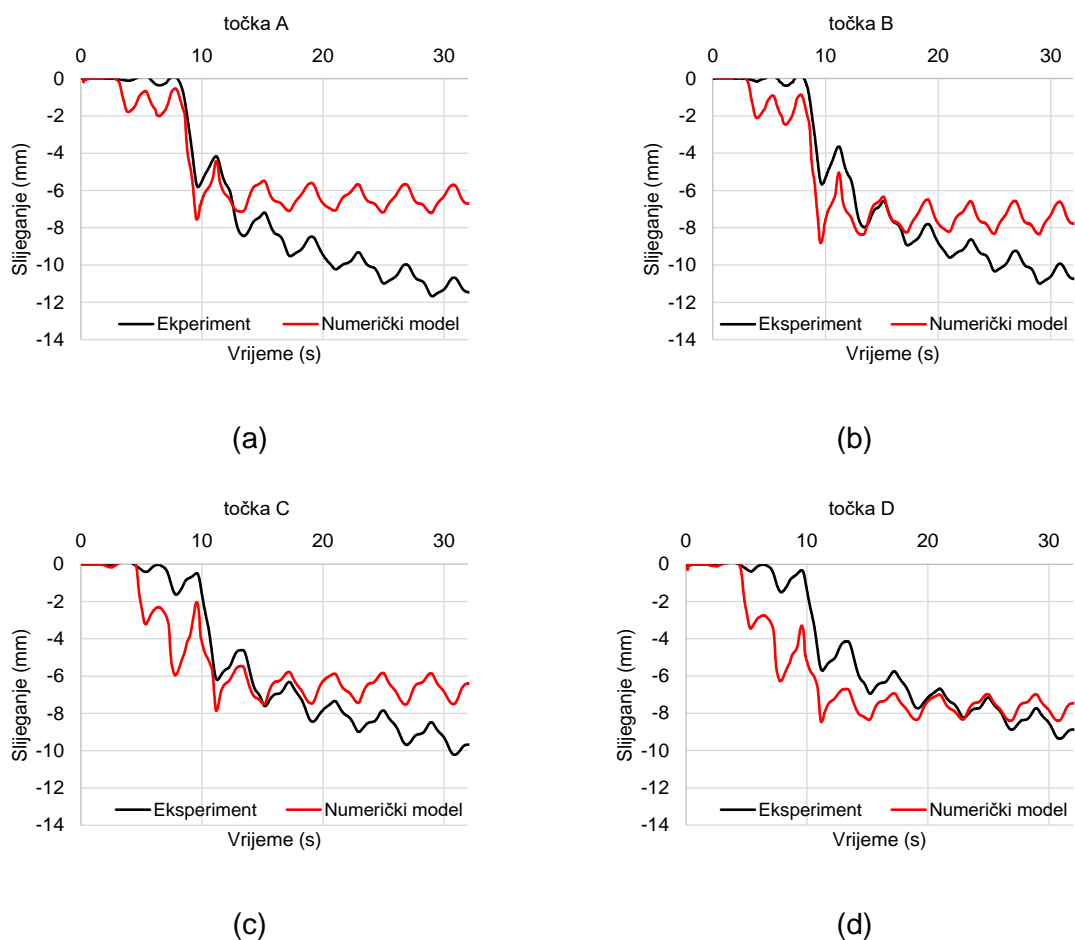 točka A
0 10 20 30
0
-2
-4
-6
-8
-10
-12
-14
Slijeganje (mm)
Ekperiment Numerički model
Vrijeme (s)
(a)
točka B
0 10 20 30
0
-2
-4
-6
-8
-10
-12
-14
Slijeganje (mm)
Eksperiment Numerički model
Vrijeme (s)
(b)
točka C
0 10 20 30
0
-2
-4
-6
-8
-10
-12
-14
Slijeganje (mm)
Eksperiment Numerički model
Vrijeme (s)
(c)
točka D
0 10 20 30
0
-2
-4
-6
-8
-10
-12
-14
Slijeganje (mm)
Eksperiment Numerički model
Vrijeme (s)
(d)